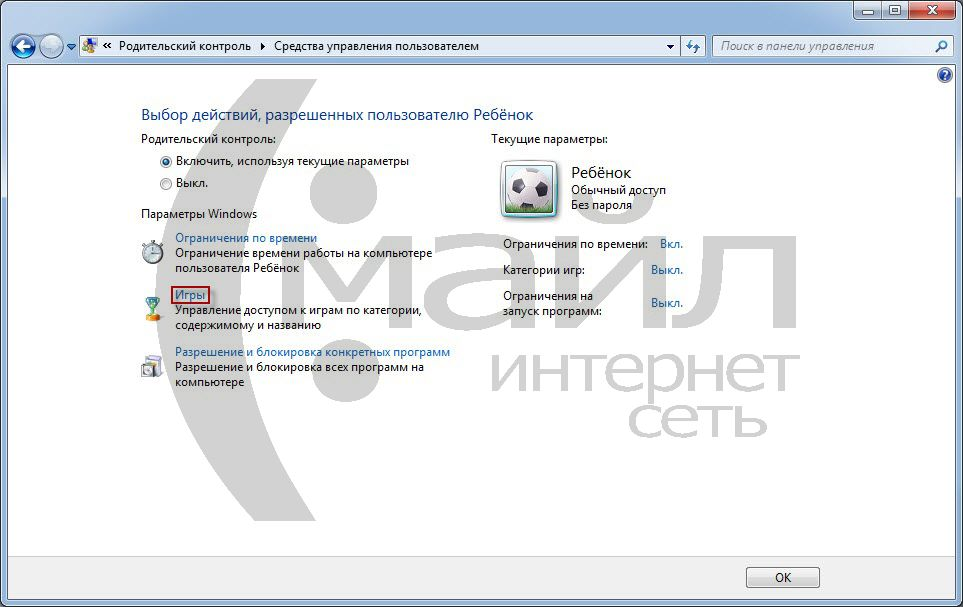 « Родительский контроль Средства управления пользователем
Поиск в панели управления
Выбор действий, разрешенных пользователю Ребёнок
Родительский контроль:
Включить, используя текущие параметры
Выкл.
Параметры Windows
Ограничения по времени
Ограничение времени работы на компьютере
пользователя Ребёнок
Игры
Управление доступом к играм по категории,
содержимому и названию
Разрешение и блокировка конкретных программ
Разрешение и блокировка всех программ на
компьютере
Текущие параметры:
Ребёнок
Обычный доступ
Без пароля
Ограничения по времени: Вкл.
Категории игр: Выкл.
Ограничения на
запуск программ: Выкл.
(:майл
интернет
сеть
OK